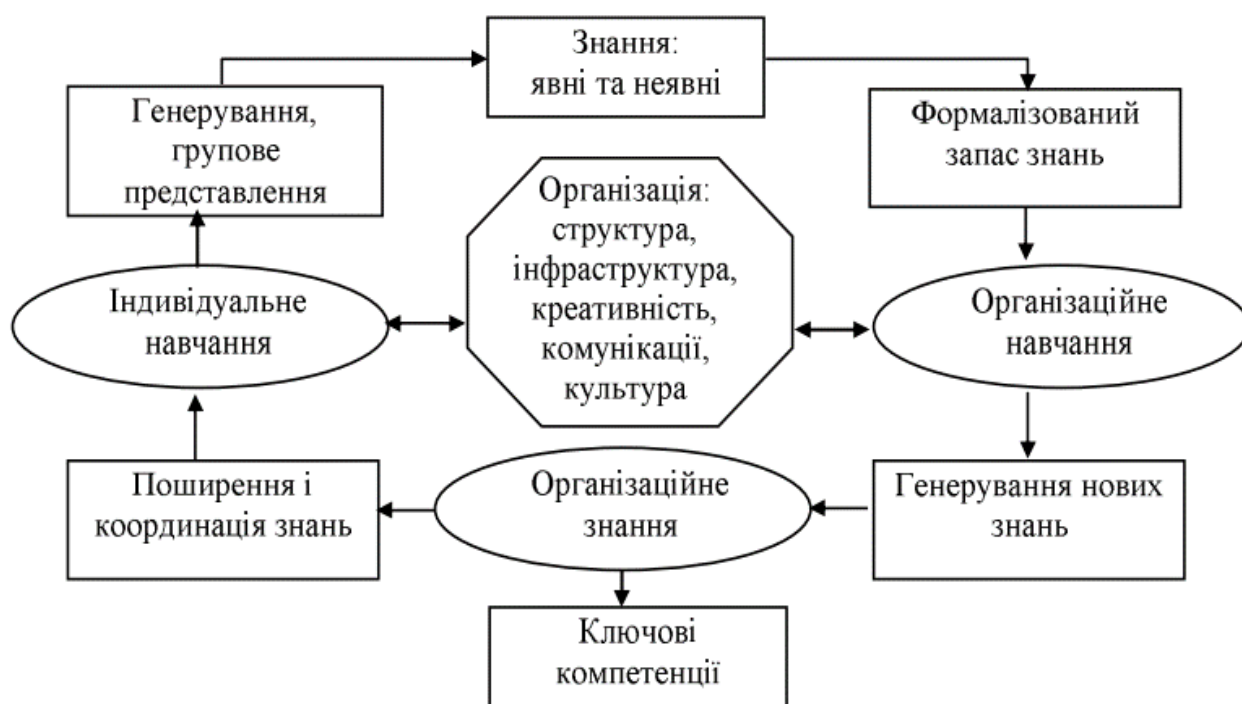 Знання:
явні та неявні
Генерування,
групове
представлення
Формалізований
запас знань
Організація:
структура,
інфраструктура,
креативність,
комунікації,
культура
Індивідуальне
навчання
Організаційне
навчання
Поширення і
координація знань
Організаційне
знання
Генерування нових
знань
Ключові
компетенції